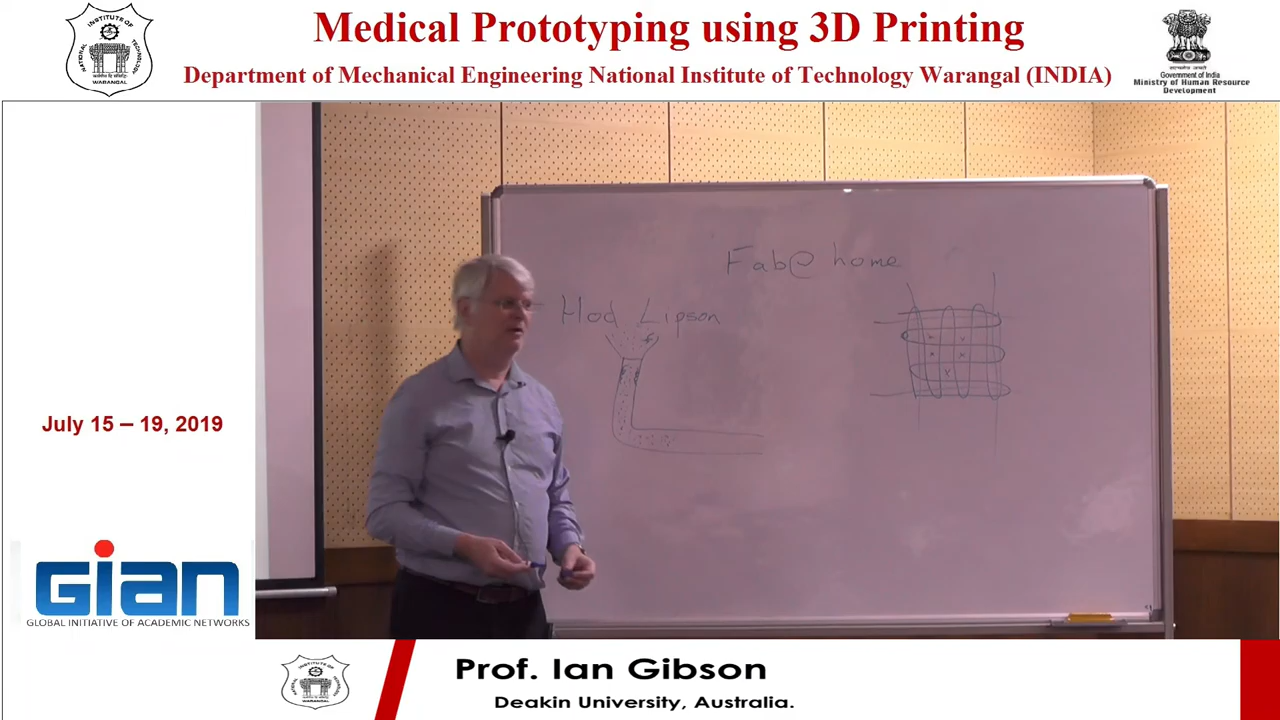 Medical Prototyping using 3D Printing
Department of Mechanical Engineering National Institute of Technology Warangal (INDIA)
Government of India
Ministry of Human Resource
Development
WARANGAL
Fab@home
Hod Lipson
July 15 – 19, 2019
GIAN
GLOBAL INITIATIVE OF ACADEMIC NETWORKS
Prof. Ian Gibson
Deakin University, Australia.